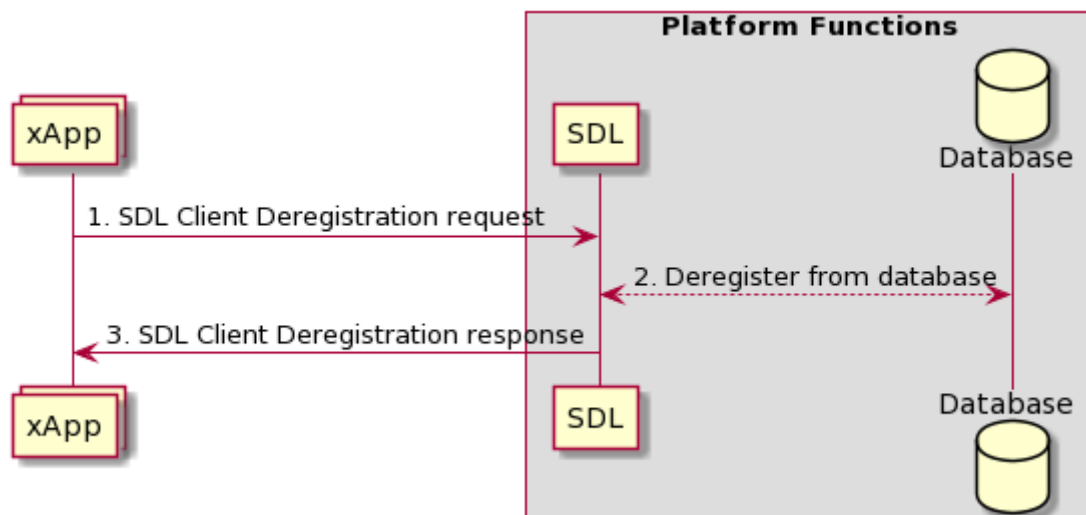 Platform Functions
xApp
SDL
Database
1. SDL Client Deregistration request
2. Deregister from database
3. SDL Client Deregistration response
xApp
SDL
Database